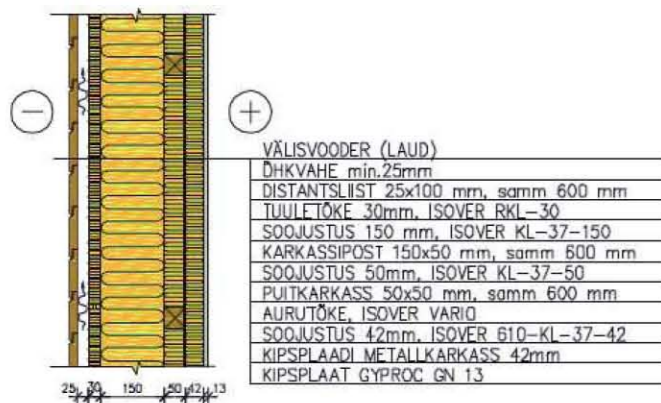 − +
VÄLISVOODER (LAUD)
ÕHKVAHE min.25mm
DISTANTSLIIST 25x100 mm, samm 600 mm
TUULETÕKE 30mm, ISOVER RKL-30
SOOJUSTUS 150 mm, ISOVER KL-37-150
KARKASSIPOST 150x50 mm, samm 600 mm
SOOJUSTUS 50mm, ISOVER KL-37-50
PUITKARKASS 50x50 mm, samm 600 mm
AURUTÕKE, ISOVER VARIO
SOOJUSTUS 42mm, ISOVER 610-KL-37-42
KIPSPLAADI METALLKARKASS 42mm
KIPSPLAAT GYPROC GN 13
25 30 150 50 42 13